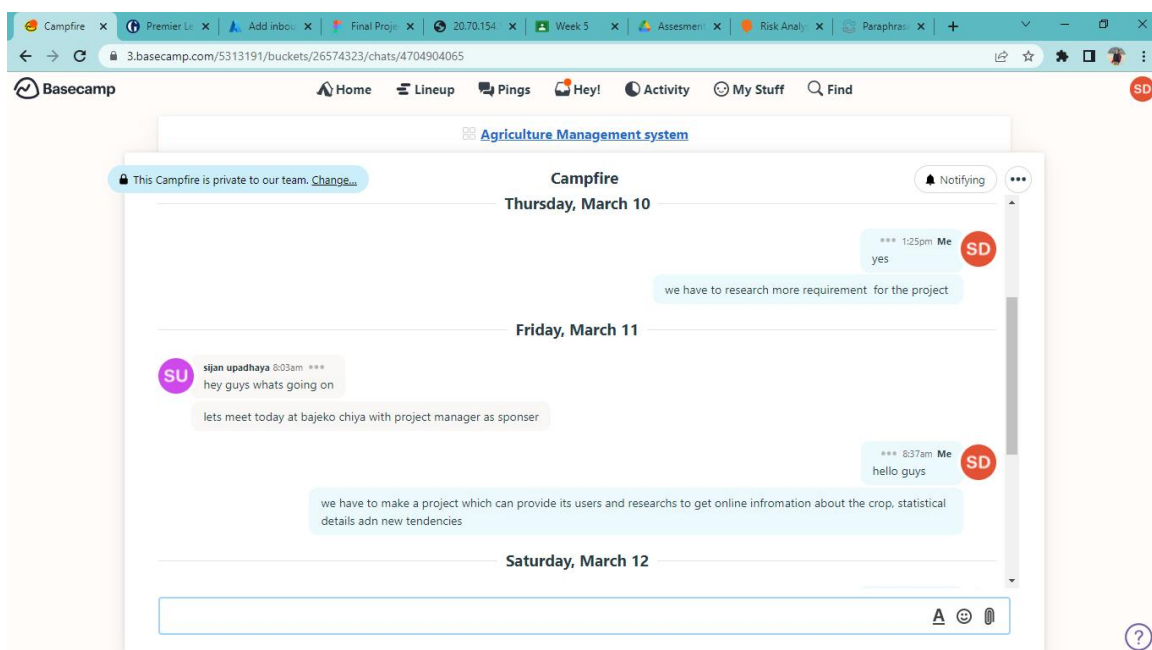 Campfire
Premier Le
Add inbou
Final Proje
20.70.154.
Week 5
Assesment
Risk Analy
Paraphras
3.basecamp.com/5313191/buckets/26574323/chats/4704904065
Basecamp
Home
Lineup
Pings
Hey!
Activity
My Stuff
Find
SD
Agriculture Management system
This Campfire is private to our team. Change...
Campfire
Notifying
Thursday, March 10
1:25pm Me
SD
yes
we have to research more requirement for the project
Friday, March 11
SU
sijan upadhaya 8:03am
hey guys whats going on
lets meet today at bajeko chiya with project manager as sponser
8:37am Me
SD
hello guys
we have to make a project which can provide its users and researchs to get online infromation about the crop, statistical
details adn new tendencies
Saturday, March 12
A
?